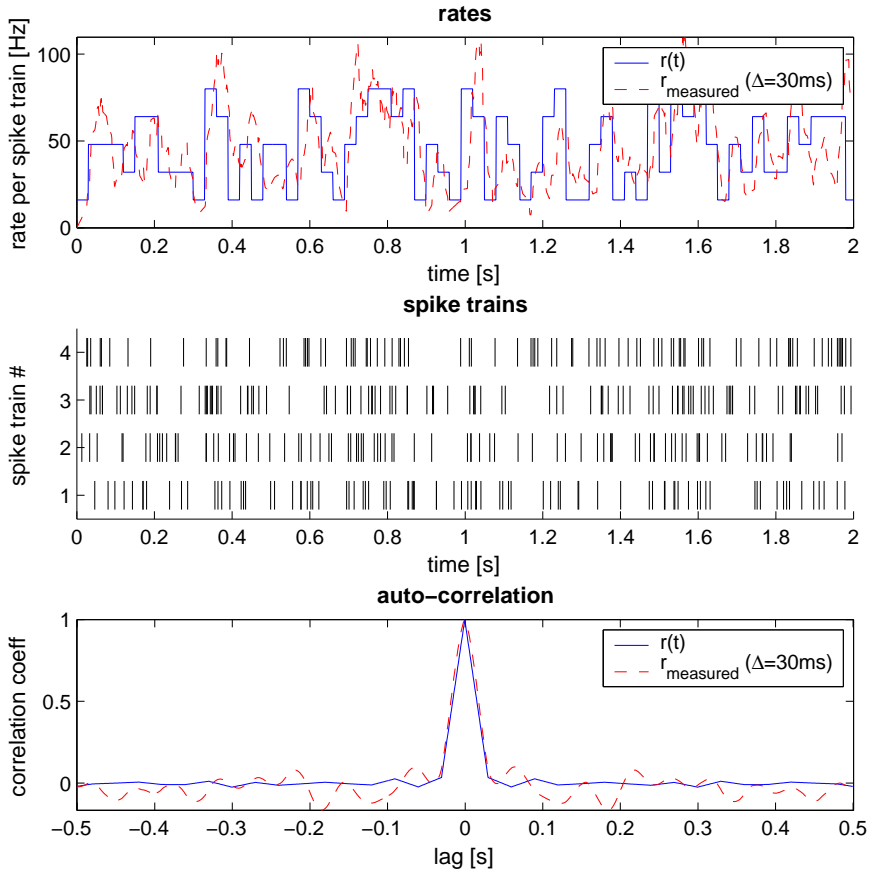 rates
rate per spike train [Hz]
100
50
0
r(t)
r_measured (Δ=30ms)
0 0.2 0.4 0.6 0.8 1 1.2 1.4 1.6 1.8 2
time [s]
spike trains
spike train #
4
3
2
1
0 0.2 0.4 0.6 0.8 1 1.2 1.4 1.6 1.8 2
time [s]
auto−correlation
correlation coeff
1
0.5
0
r(t)
r_measured (Δ=30ms)
−0.5 −0.4 −0.3 −0.2 −0.1 0 0.1 0.2 0.3 0.4 0.5
lag [s]